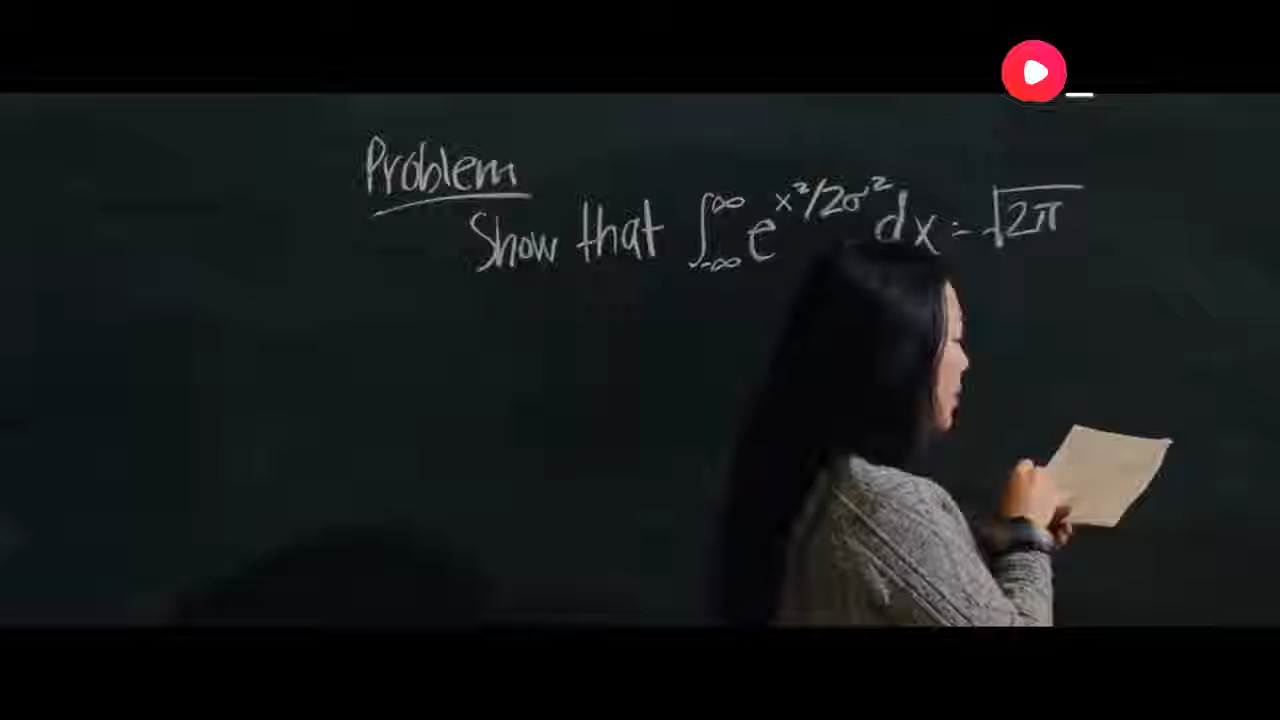 Problem
Show that ∫_{-∞}^{∞} e^{x²/2σ²} dx = √2π